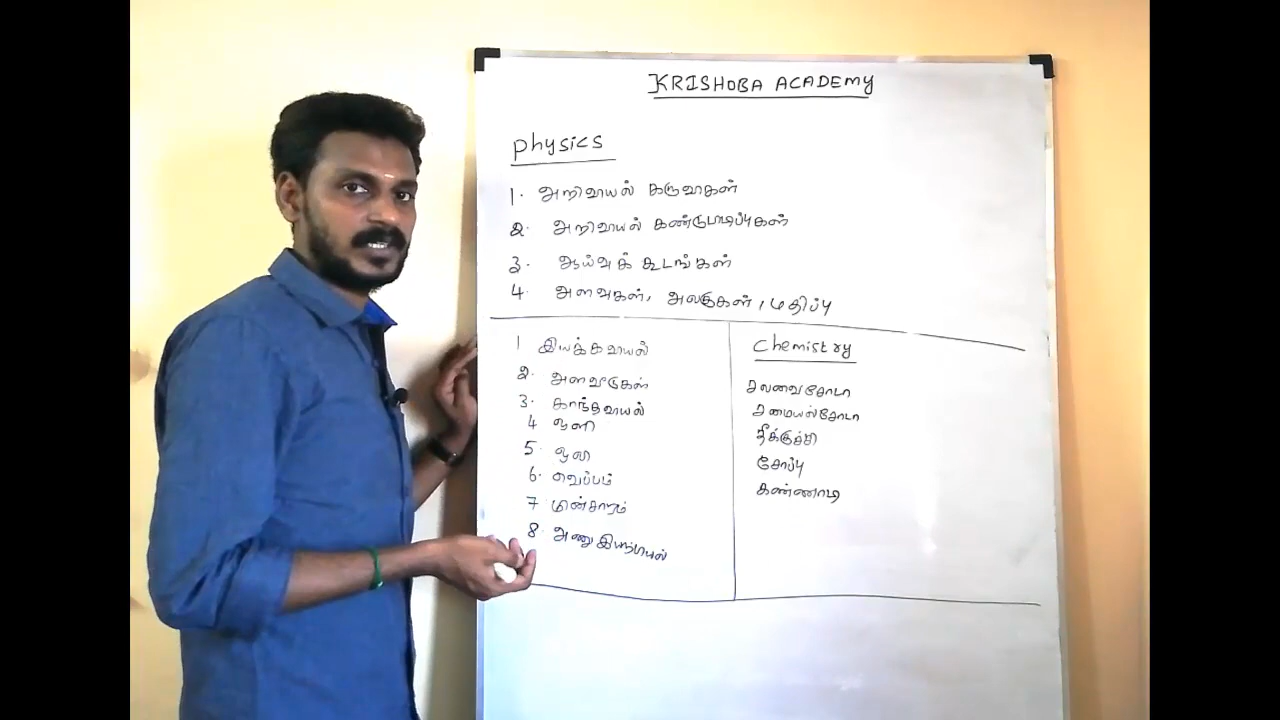 KRISHOBA ACADEMY
Physics
1. அறிவியல் கருவிகள்
2. அறிவியல் கண்டுபிடிப்புகள்
3. ஆய்வுக் கூடங்கள்
4. அளவுகள், அலகுகள், மதிப்பு
1 இயக்கவியல்
2. அளவீடுகள்
3. காந்தவியல்
4 ஒளி
5 ஒலி
6. வெப்பம்
7 மின்சாரம்
8. அணு இயற்பியல்
Chemistry
சலவைசோடா
சமையல்சோடா
தீக்குச்சி
சோப்பு
கண்ணாடி